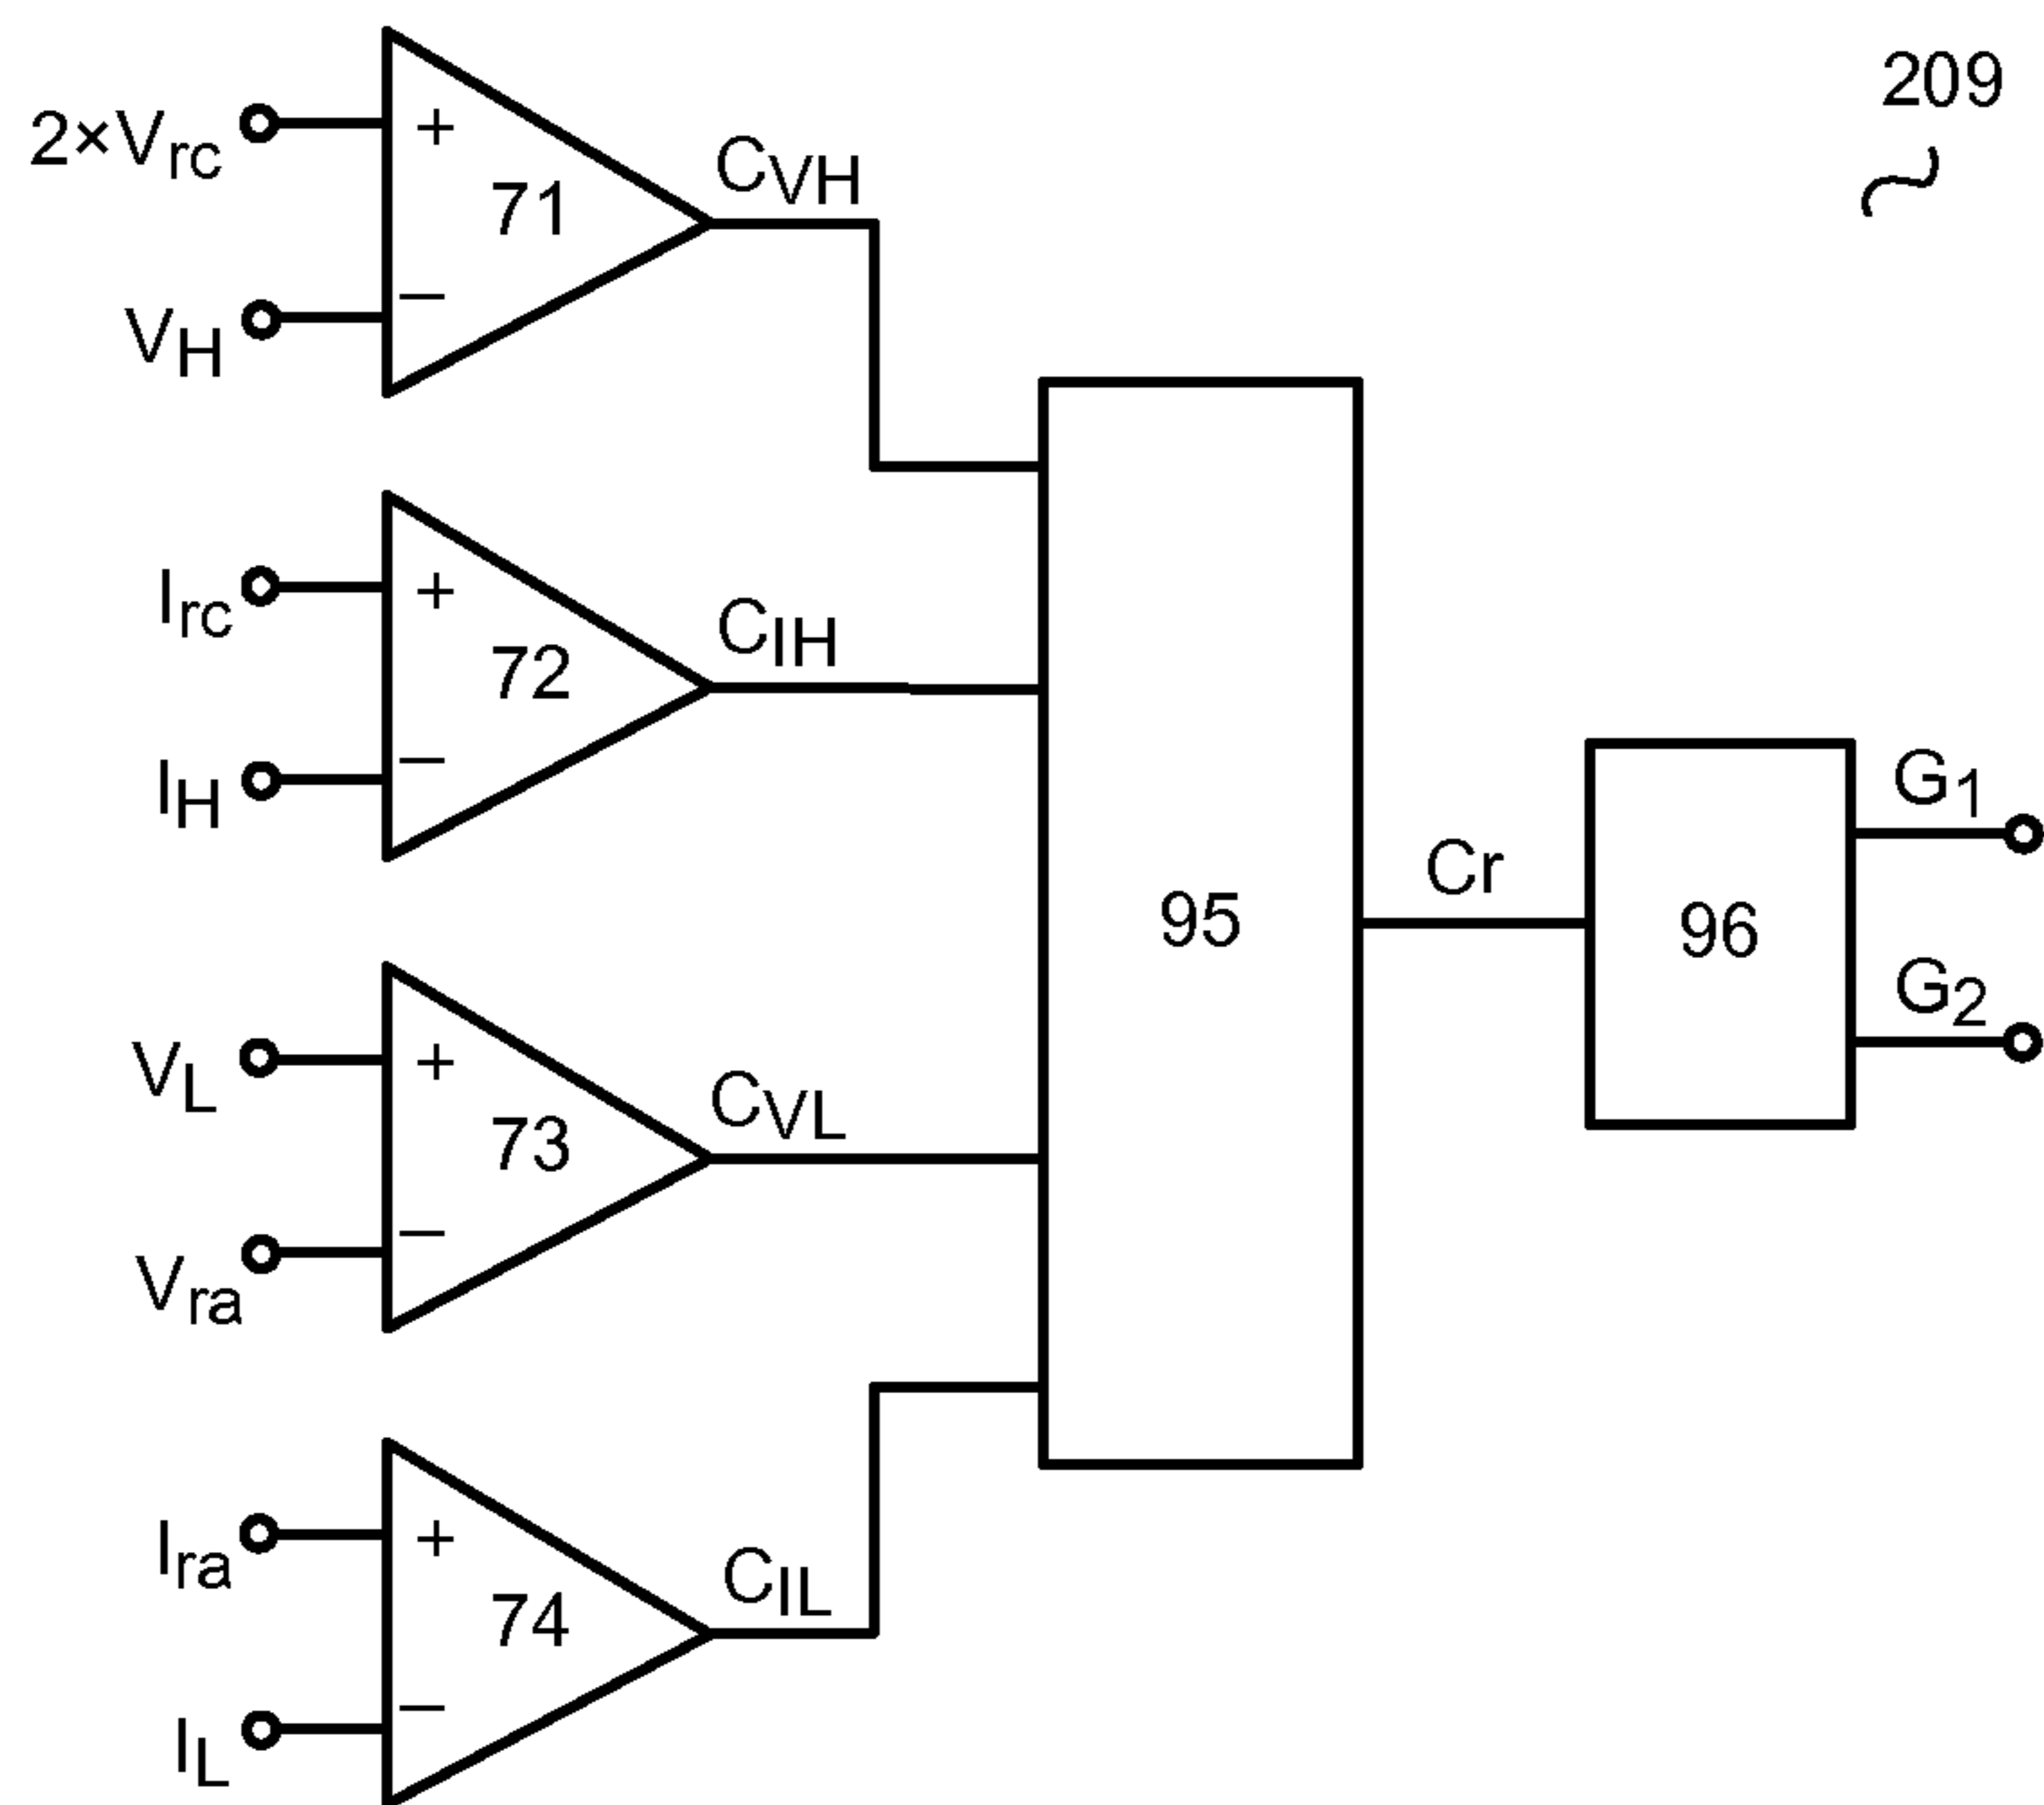 209
2×Vrc
+
71
−
VH
CVH
Irc
+
72
−
IH
CIH
VL
+
73
−
Vra
CVL
Ira
+
74
−
IL
CIL
95
Cr
96
G1
G2